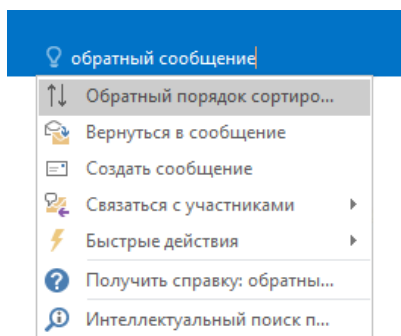 обратный сообщение
Обратный порядок сортиро...
Вернуться в сообщение
Создать сообщение
Связаться с участниками
Быстрые действия
Получить справку: обратны...
Интеллектуальный поиск п...